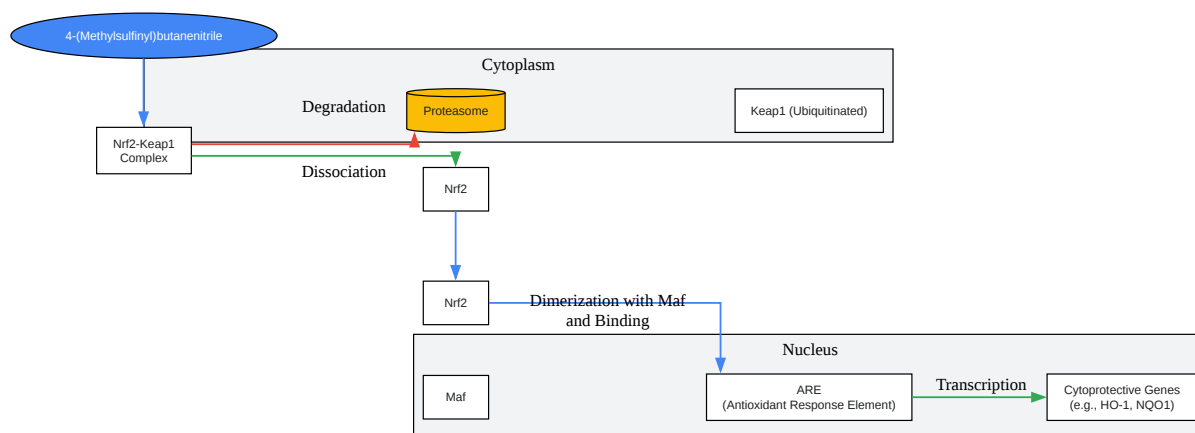 4-(Methylsulfinyl)butanenitrile
Cytoplasm
Degradation
Proteasome
Keap1 (Ubiquitinated)
Nrf2-Keap1
Complex
Dissociation
Nrf2
Nrf2
Dimerization with Maf
and Binding
Nucleus
Maf
ARE
(Antioxidant Response Element)
Transcription
Cytoprotective Genes
(e.g., HO-1, NQO1)